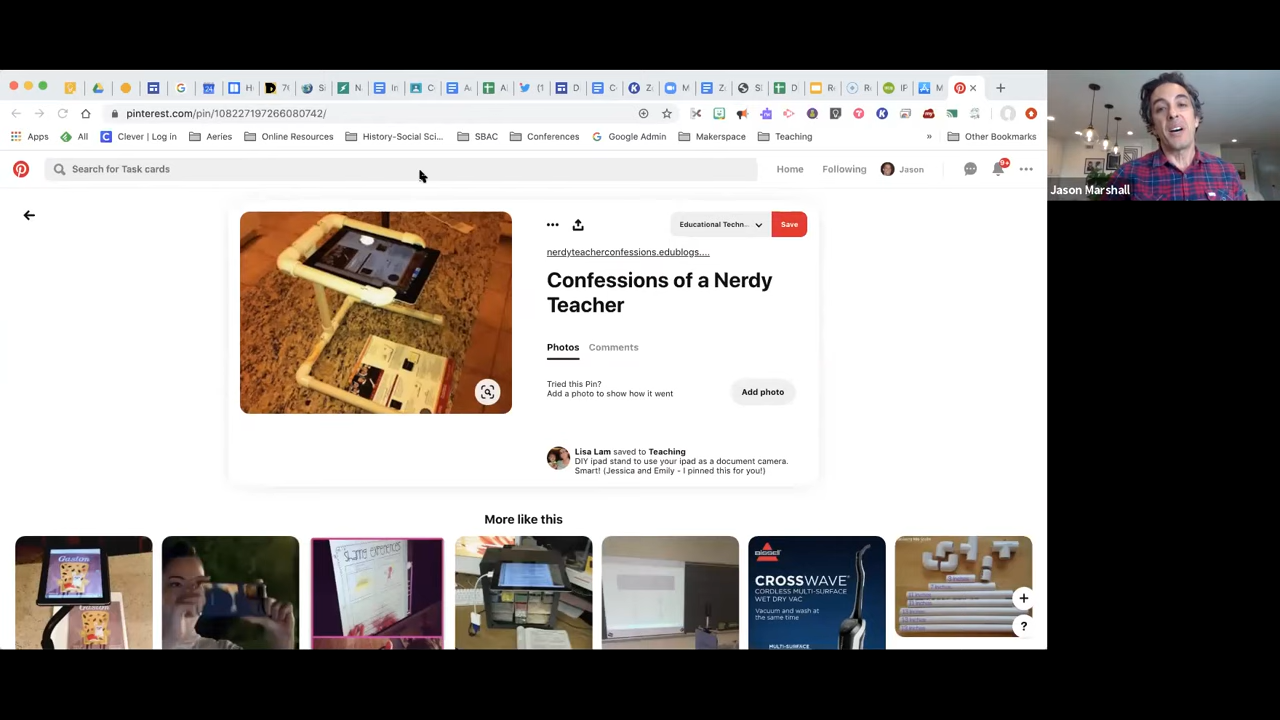 pinterest.com/pin/108227197266080742/
Apps
All
Clever | Log in
Aeries
Online Resources
History-Social Sci...
SBAC
Conferences
Google Admin
Makerspace
Teaching
»
Other Bookmarks
Search for Task cards
Home
Following
Jason
9+
Educational Techn...
Save
nerdyteacherconfessions.edublogs....
Confessions of a Nerdy
Teacher
Photos
Comments
Tried this Pin?
Add a photo to show how it went
Add photo
Lisa Lam saved to Teaching
DIY ipad stand to use your ipad as a document camera.
Smart! (Jessica and Emily - I pinned this for you!)
More like this
BISSELL
CROSSWAVE
CORDLESS MULTI-SURFACE
WET DRY VAC
Vacuum and wash at
the same time
MULTI-SURFACE
+
?
Jason Marshall